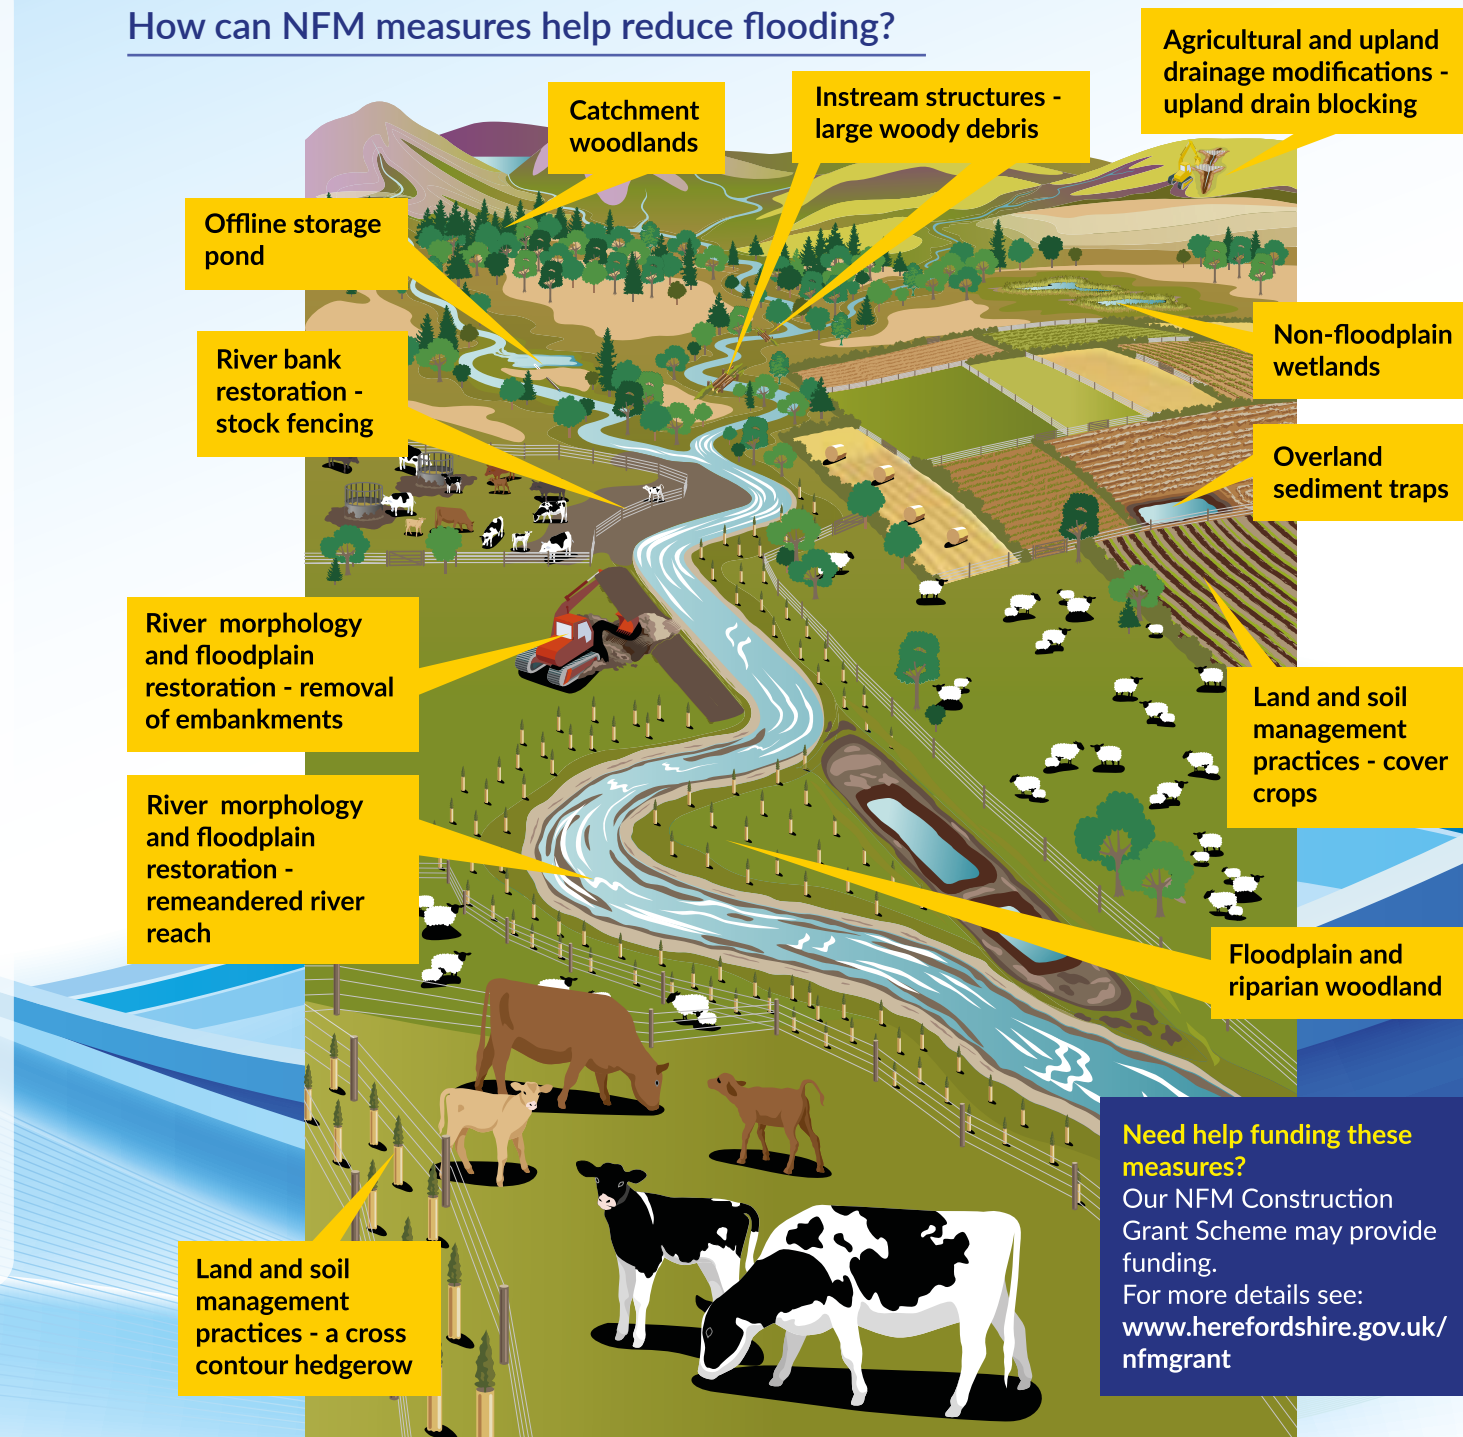 How can NFM measures help reduce flooding?
Agricultural and upland
drainage modifications -
upland drain blocking
Catchment
woodlands
Instream structures -
large woody debris
Offline storage
pond
Non-floodplain
wetlands
River bank
restoration -
stock fencing
Overland
sediment traps
River morphology
and floodplain
restoration - removal
of embankments
Land and soil
management
practices - cover
crops
River morphology
and floodplain
restoration -
remeandered river
reach
Floodplain and
riparian woodland
Land and soil
management
practices - a cross
contour hedgerow
Need help funding these
measures?
Our NFM Construction
Grant Scheme may provide
funding.
For more details see:
www.herefordshire.gov.uk/
nfmgrant